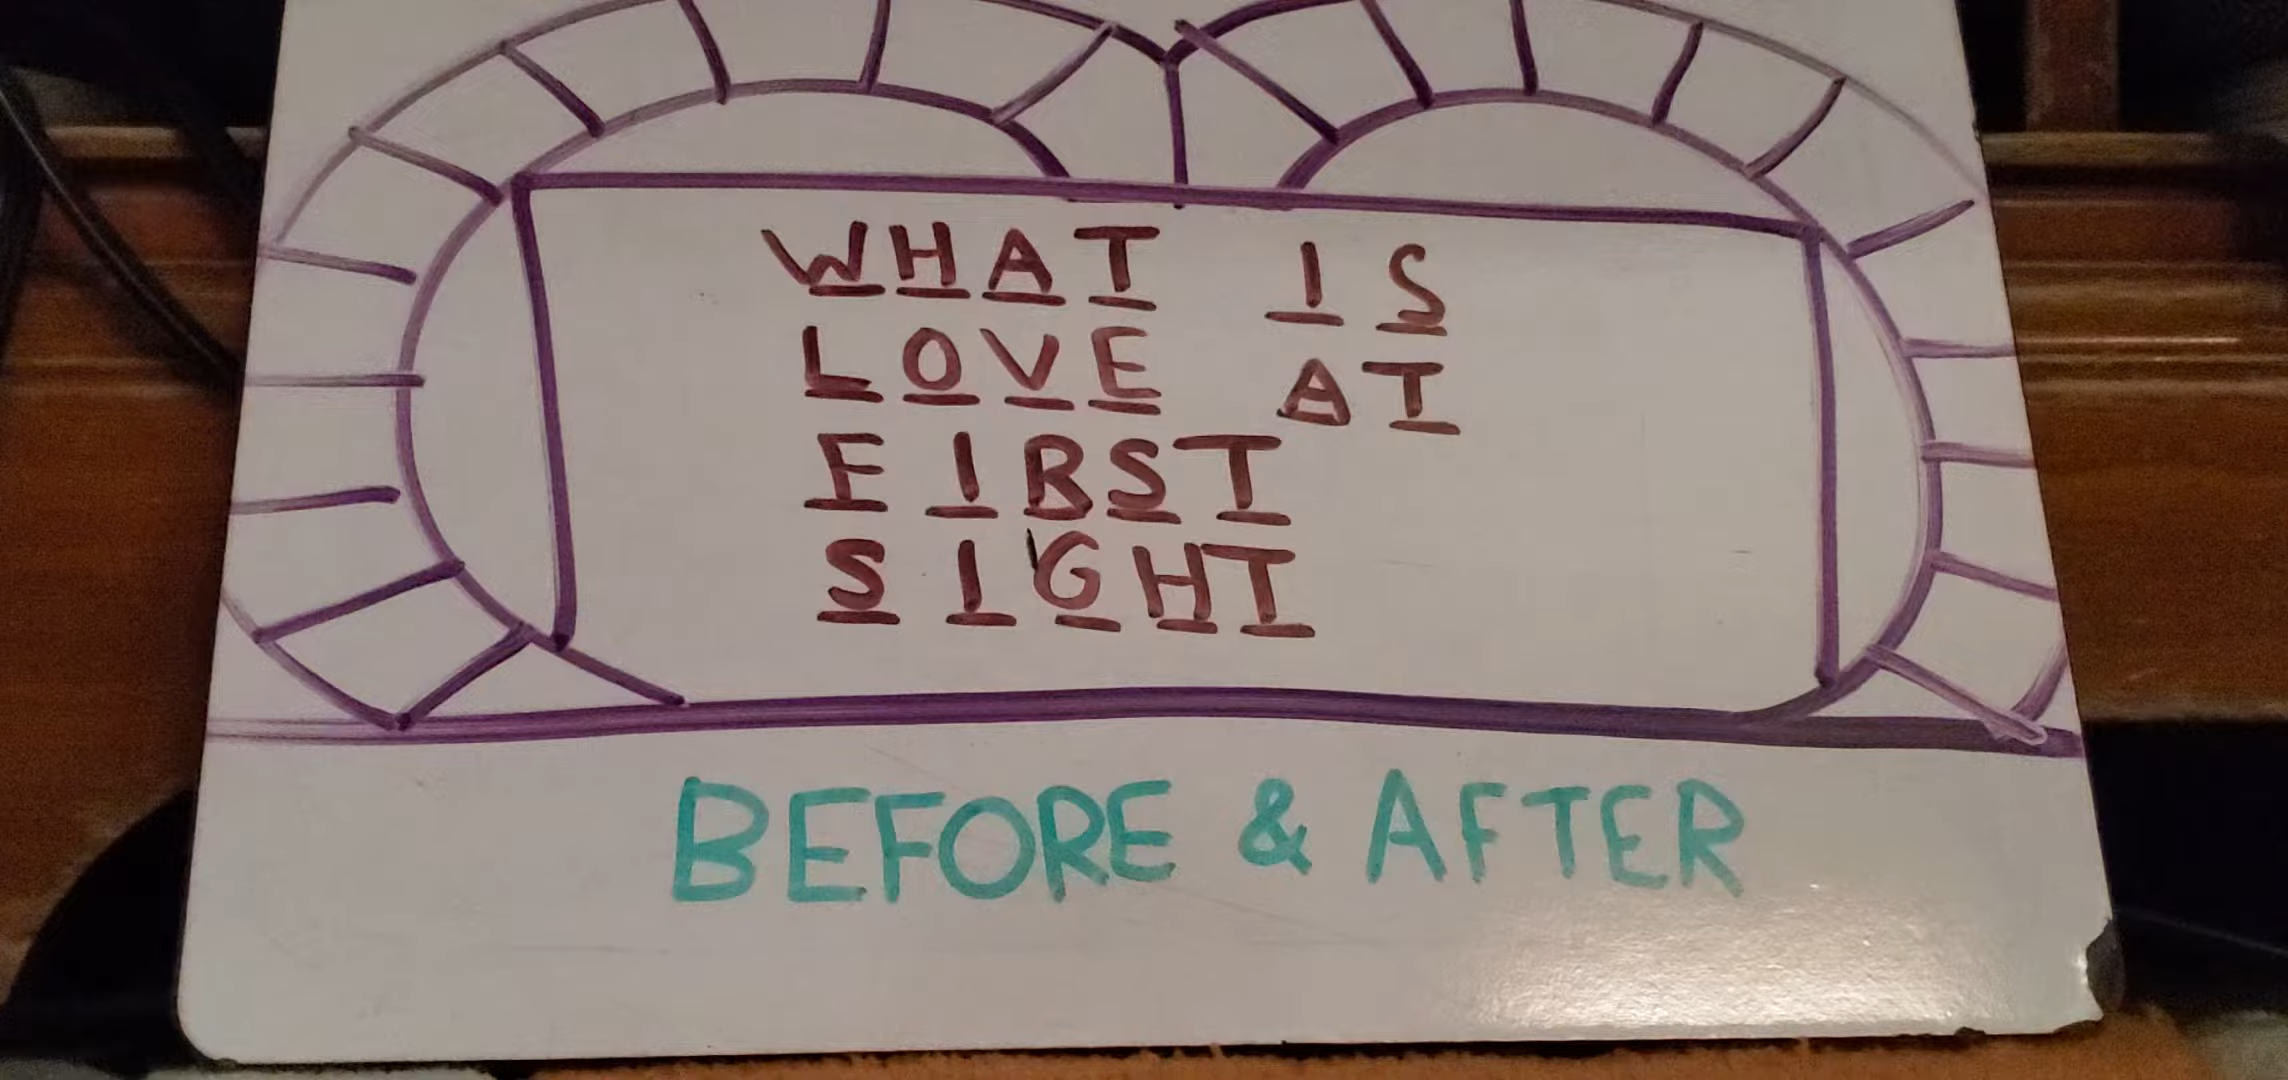 WHAT IS
LOVE AT
FIRST
SIGHT
BEFORE & AFTER